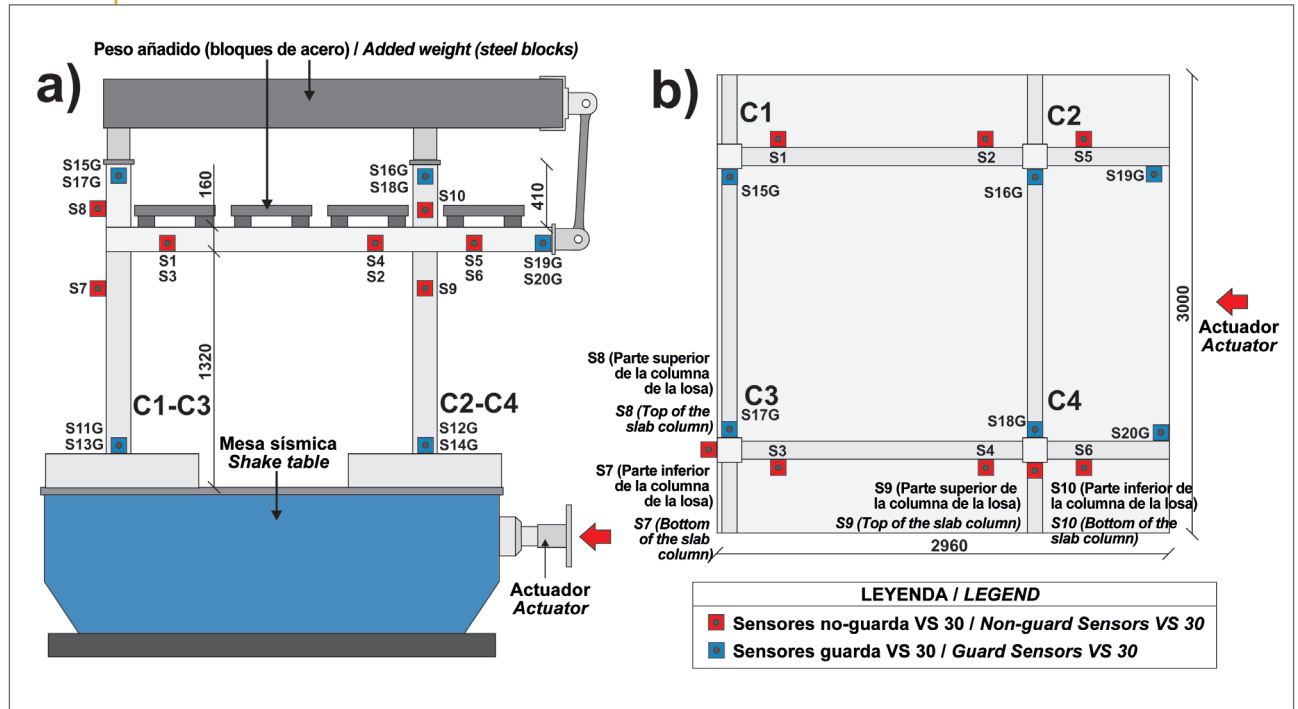 Peso añadido (bloques de acero) / Added weight (steel blocks)
a)
S15G
S17G
160
S16G
S18G
S10
410
S8
S1
S3
S4
S2
S5
S6
S19G
S20G
S7
S9
1320
C1-C3
C2-C4
S11G
S13G
S12G
S14G
Mesa sísmica
Shake table
Actuador
Actuator
b)
C1
C2
S1
S2
S5
S15G
S16G
S19G
3000
Actuador
Actuator
S8 (Parte superior
de la columna
de la losa)
S8 (Top of the
slab column)
C3
C4
S17G
S18G
S20G
S3
S4
S6
S7 (Parte inferior
de la columna
de la losa)
S7 (Bottom
of the slab
column)
S9 (Parte superior de
la columna de la losa)
S9 (Top of the slab column)
S10 (Parte inferior de
la columna de la losa)
S10 (Bottom of the
slab column)
2960
LEYENDA / LEGEND
Sensores no-guarda VS 30 / Non-guard Sensors VS 30
Sensores guarda VS 30 / Guard Sensors VS 30